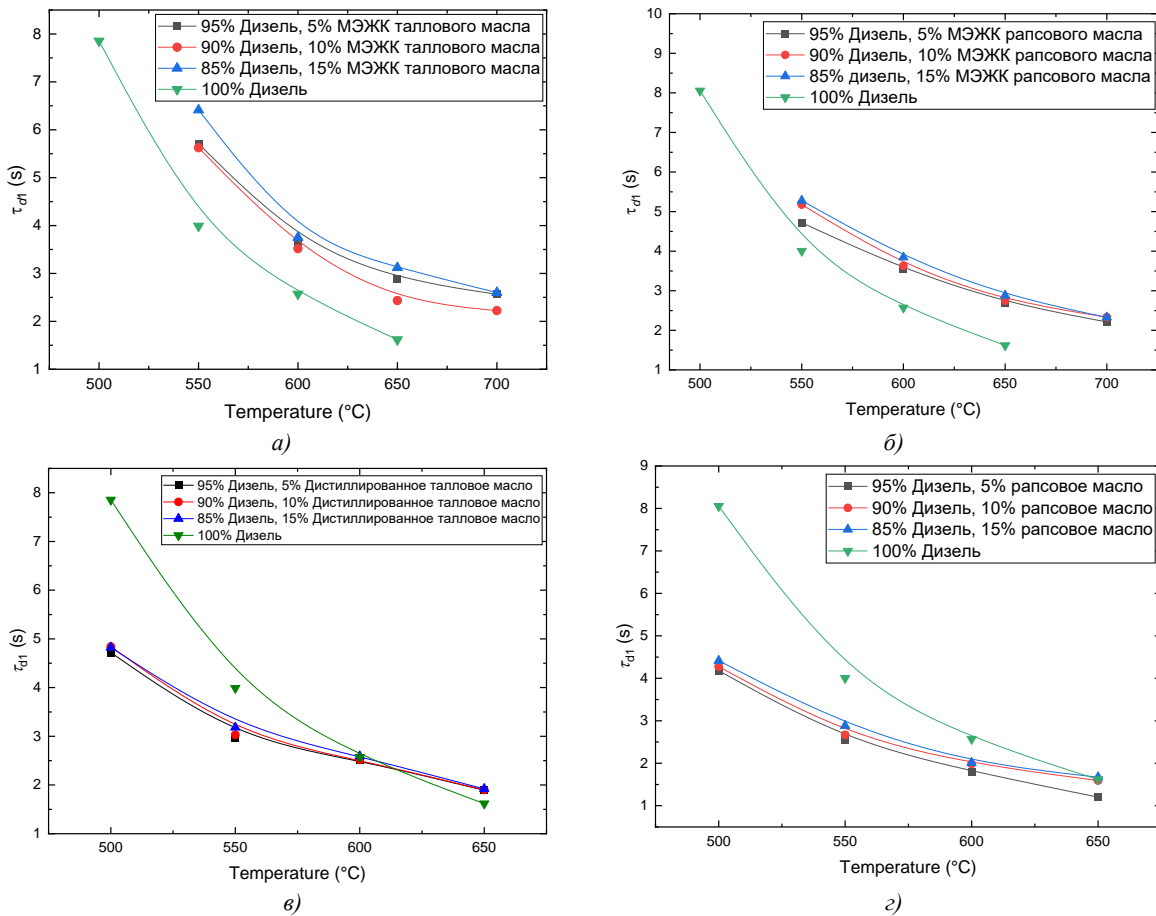 95% Дизель, 5% МЭЖК таллового масла
90% Дизель, 10% МЭЖК таллового масла
85% Дизель, 15% МЭЖК таллового масла
100% Дизель
8
7
6
5
4
3
2
1
τd1 (s)
500 550 600 650 700
Temperature (°C)
а)
95% Дизель, 5% МЭЖК рапсового масла
90% Дизель, 10% МЭЖК рапсового масла
85% дизель, 15% МЭЖК рапсового масла
100% Дизель
10
9
8
7
6
5
4
3
2
1
τd1 (s)
500 550 600 650 700
Temperature (°C)
б)
95% Дизель, 5% Дистиллированное талловое масло
90% Дизель, 10% Дистиллированное талловое масло
85% Дизель, 15% Дистиллированное талловое масло
100% Дизель
8
7
6
5
4
3
2
1
τd1 (s)
500 550 600 650
Temperature (°C)
в)
95% Дизель, 5% рапсовое масло
90% Дизель, 10% рапсовое масло
85% Дизель, 15% рапсовое масло
100% Дизель
9
8
7
6
5
4
3
2
1
τd1 (s)
500 550 600 650
Temperature (°C)
г)